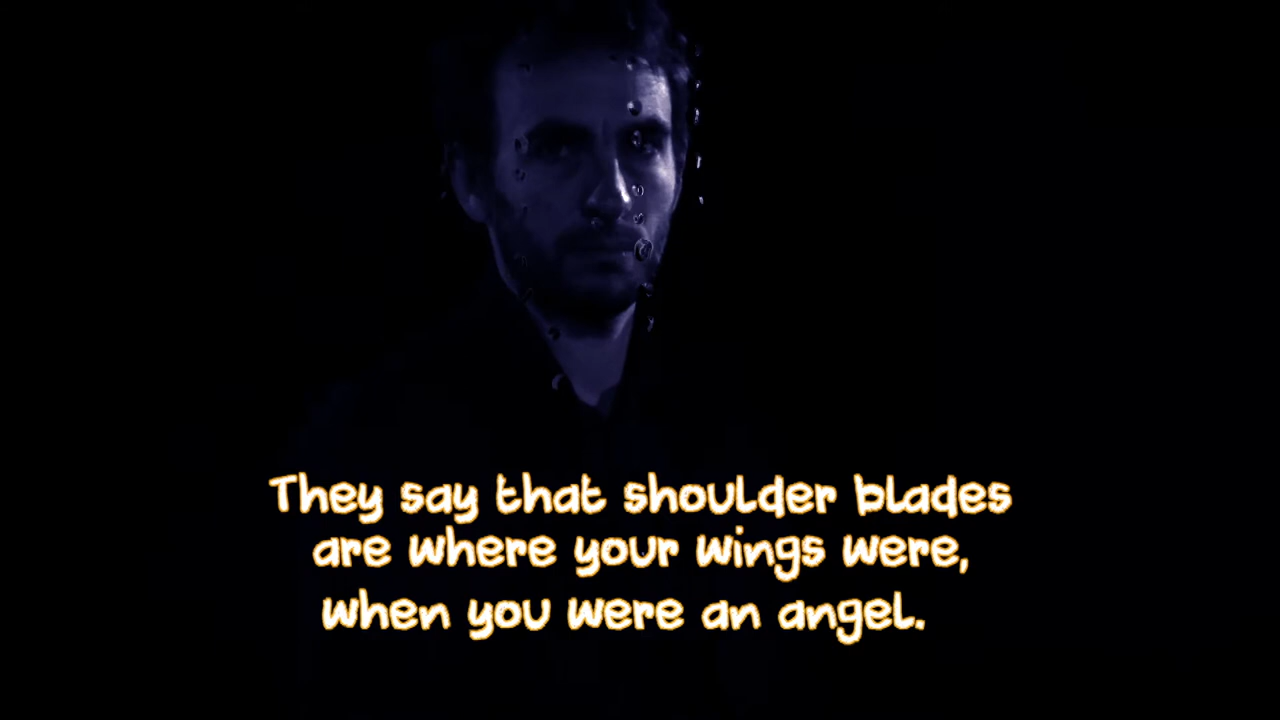 They say that shoulder blades
are where your wings were,
when you were an angel.